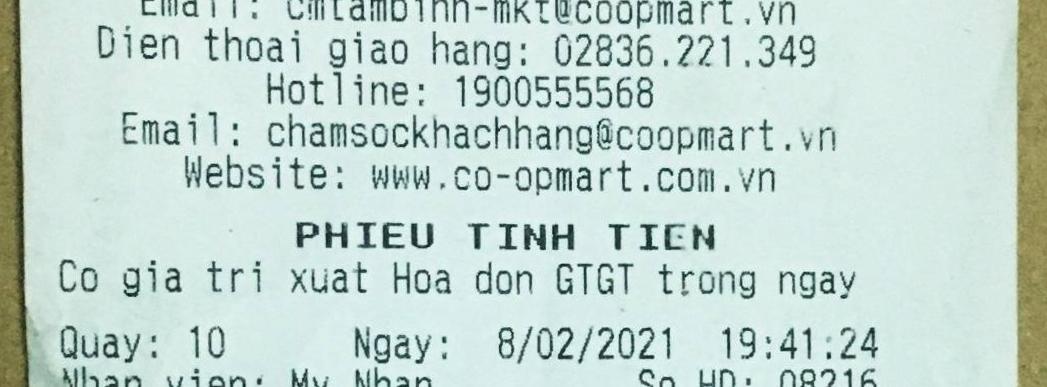 Email: cmtambinh-mkt@coopmart.vn
Dien thoai giao hang: 02836.221.349
Hotline: 1900555568
Email: chamsockhachhang@coopmart.vn
Website: www.co-opmart.com.vn
PHIEU TINH TIEN
Co gia tri xuat Hoa don GTGT trong ngay
Quay: 10 Ngay: 8/02/2021 19:41:24
Nhan vien: My Nhan So HD: 08216